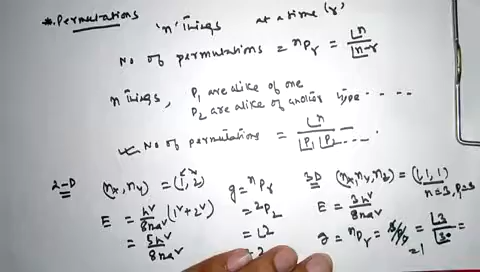 * Permutations 'n' things at a time (r)
No of permutations = ⁿPᵣ = ∟n / ∟n-r
n things, P₁ are alike of one
P₂ are alike of another type .....
No of permutations = ∟n / ∟P₁ ∟P₂ ....
2-D (nx, ny) = (1, 2) g = ⁿPᵣ
E = h² / 8ma² (1² + 2²) = ²P₂
= 5h² / 8ma² = ∟2
= 2
3D (nx, ny, nz) = (1, 1, 1)
n = 3, P = 3
E = 3h² / 8ma²
g = ⁿPᵣ = ∟3 / ∟3 =
= 1